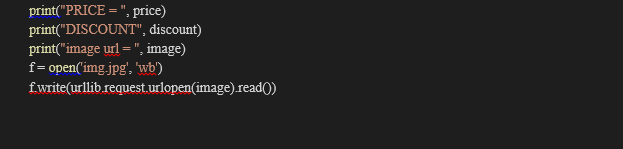 print("PRICE = ", price)
print("DISCOUNT", discount)
print("image url = ", image)
f = open('img.jpg', 'wb')
f.write(urllib.request.urlopen(image).read())